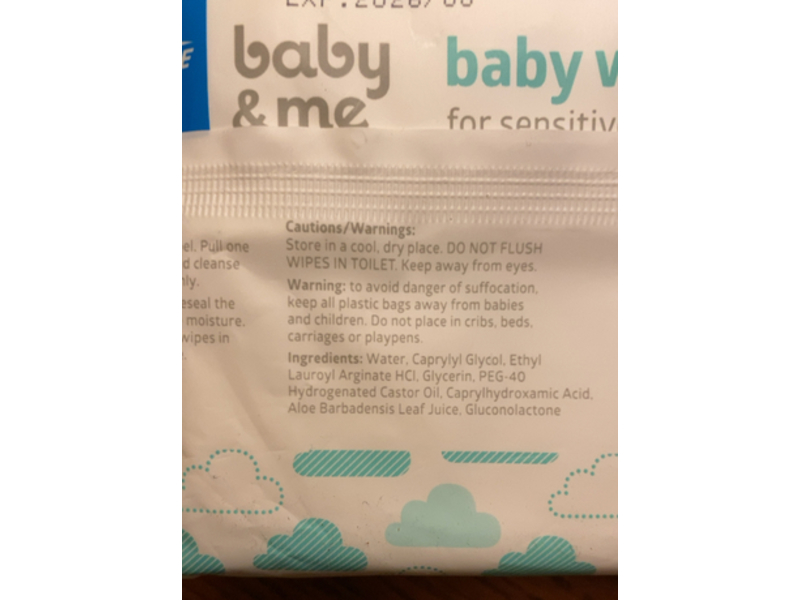 baby
& me
baby
for sensitiv
Cautions/Warnings:
el. Pull one
Store in a cool, dry place. DO NOT FLUSH
d cleanse
WIPES IN TOILET. Keep away from eyes.
Warning: to avoid danger of suffocation,
eseal the
keep all plastic bags away from babies
moisture.
and children. Do not place in cribs, beds,
wipes in
carriages or playpens.
Ingredients: Water, Caprylyl Glycol, Ethyl
Lauroyl Arginate HCl, Glycerin, PEG-40
Hydrogenated Castor Oil, Caprylhydroxamic Acid,
Aloe Barbadensis Leaf Juice, Gluconolactone